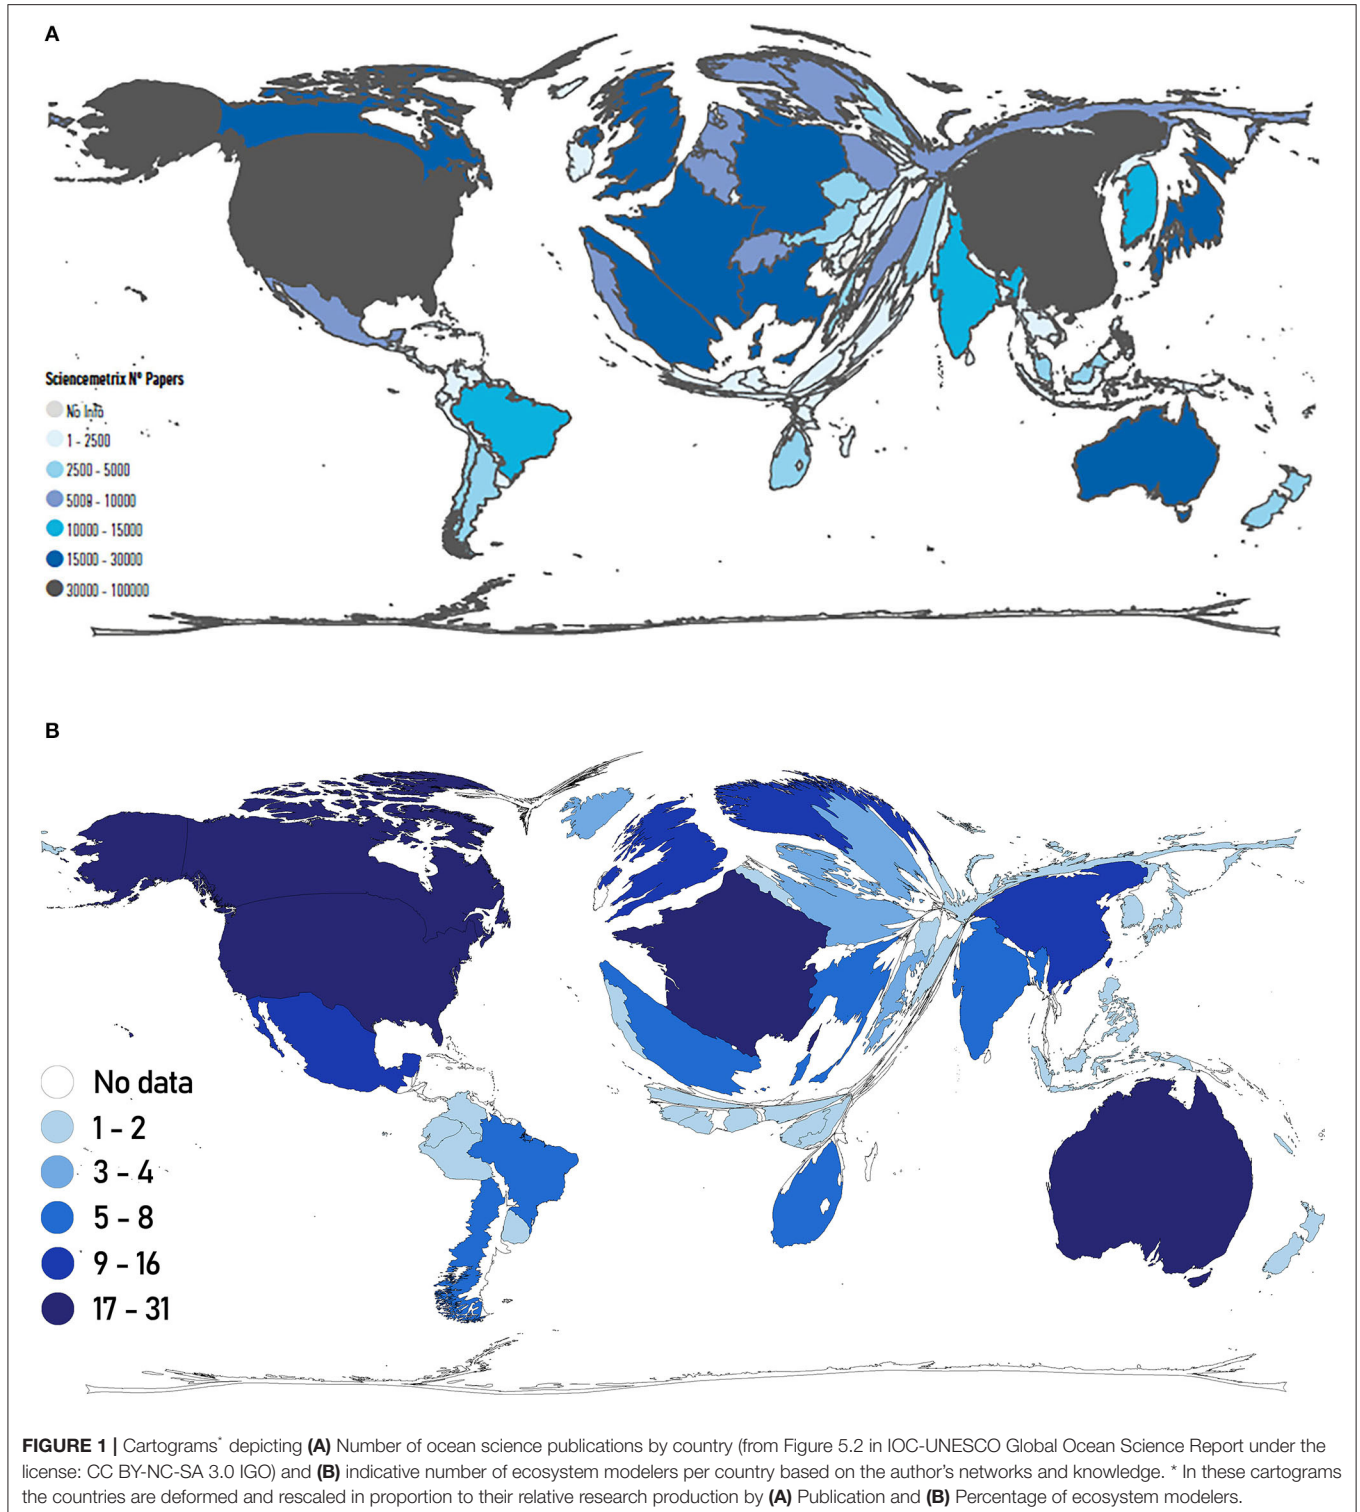 A
Sciencemetrix Nº Papers
No Info
1 - 2500
2500 - 5000
5009 - 10000
10000 - 15000
15000 - 30000
30000 - 100000
B
No data
1 - 2
3 - 4
5 - 8
9 - 16
17 - 31
FIGURE 1 | Cartograms* depicting (A) Number of ocean science publications by country (from Figure 5.2 in IOC-UNESCO Global Ocean Science Report under the
license: CC BY-NC-SA 3.0 IGO) and (B) indicative number of ecosystem modelers per country based on the author's networks and knowledge. * In these cartograms
the countries are deformed and rescaled in proportion to their relative research production by (A) Publication and (B) Percentage of ecosystem modelers.